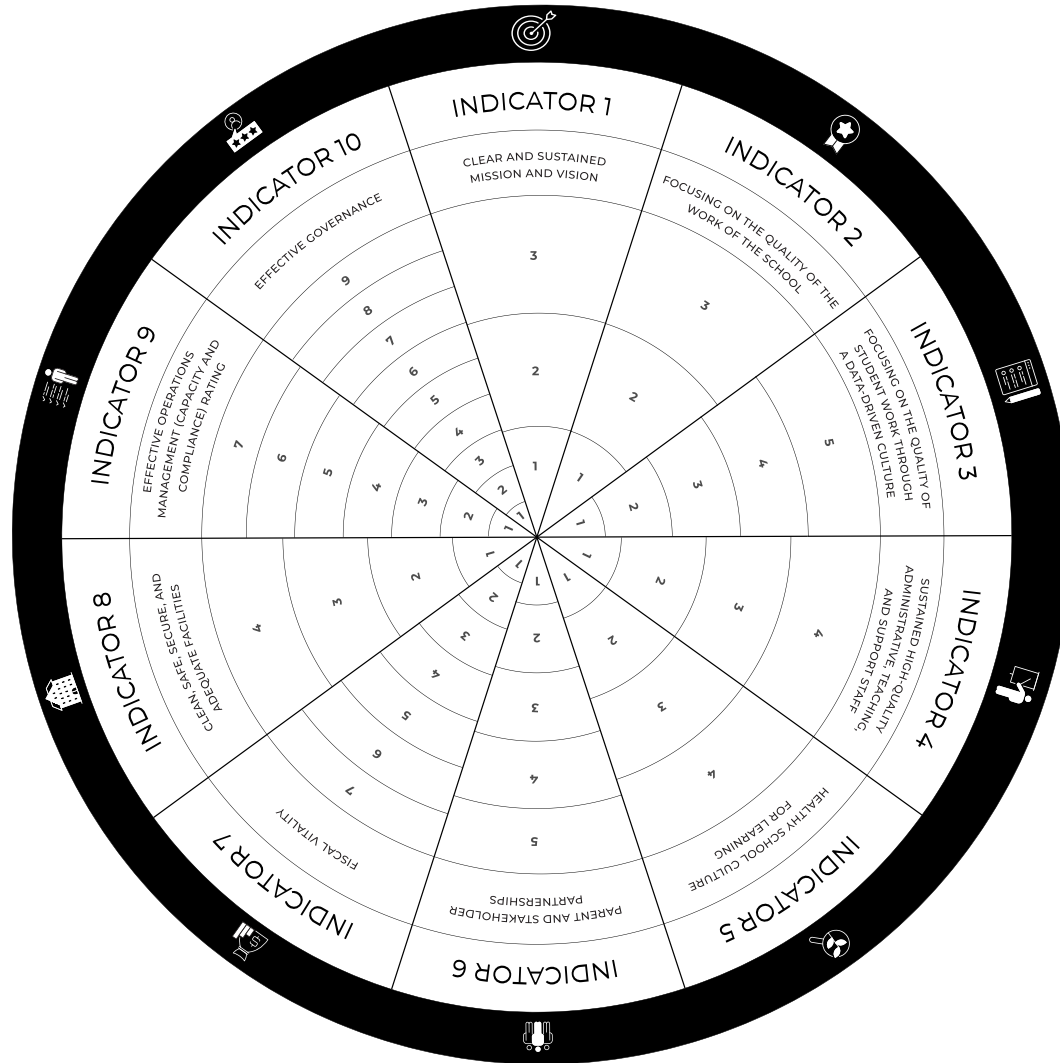 INDICATOR 1
CLEAR AND SUSTAINED
MISSION AND VISION
3
2
1
INDICATOR 2
FOCUSING ON THE QUALITY OF THE
WORK OF THE SCHOOL
3
2
1
INDICATOR 3
FOCUSING ON THE QUALITY OF
STUDENT WORK THROUGH
A DATA-DRIVEN CULTURE
5
4
3
2
1
INDICATOR 4
SUSTAINED HIGH-QUALITY
ADMINISTRATIVE, TEACHING,
AND SUPPORT STAFF,
4
3
2
1
INDICATOR 5
HEALTHY SCHOOL CULTURE
FOR LEARNING
4
3
2
1
INDICATOR 6
PARENT AND STAKEHOLDER
PARTNERSHIPS
5
4
3
2
1
INDICATOR 7
FISCAL VITALITY
7
6
5
4
3
2
1
INDICATOR 8
CLEAN, SAFE, SECURE, AND
ADEQUATE FACILITIES
4
3
2
1
INDICATOR 9
EFFECTIVE OPERATIONS
MANAGEMENT (CAPACITY AND
COMPLIANCE) RATING
7
6
5
4
3
2
1
INDICATOR 10
EFFECTIVE GOVERNANCE
9
8
7
6
5
4
3
2
1